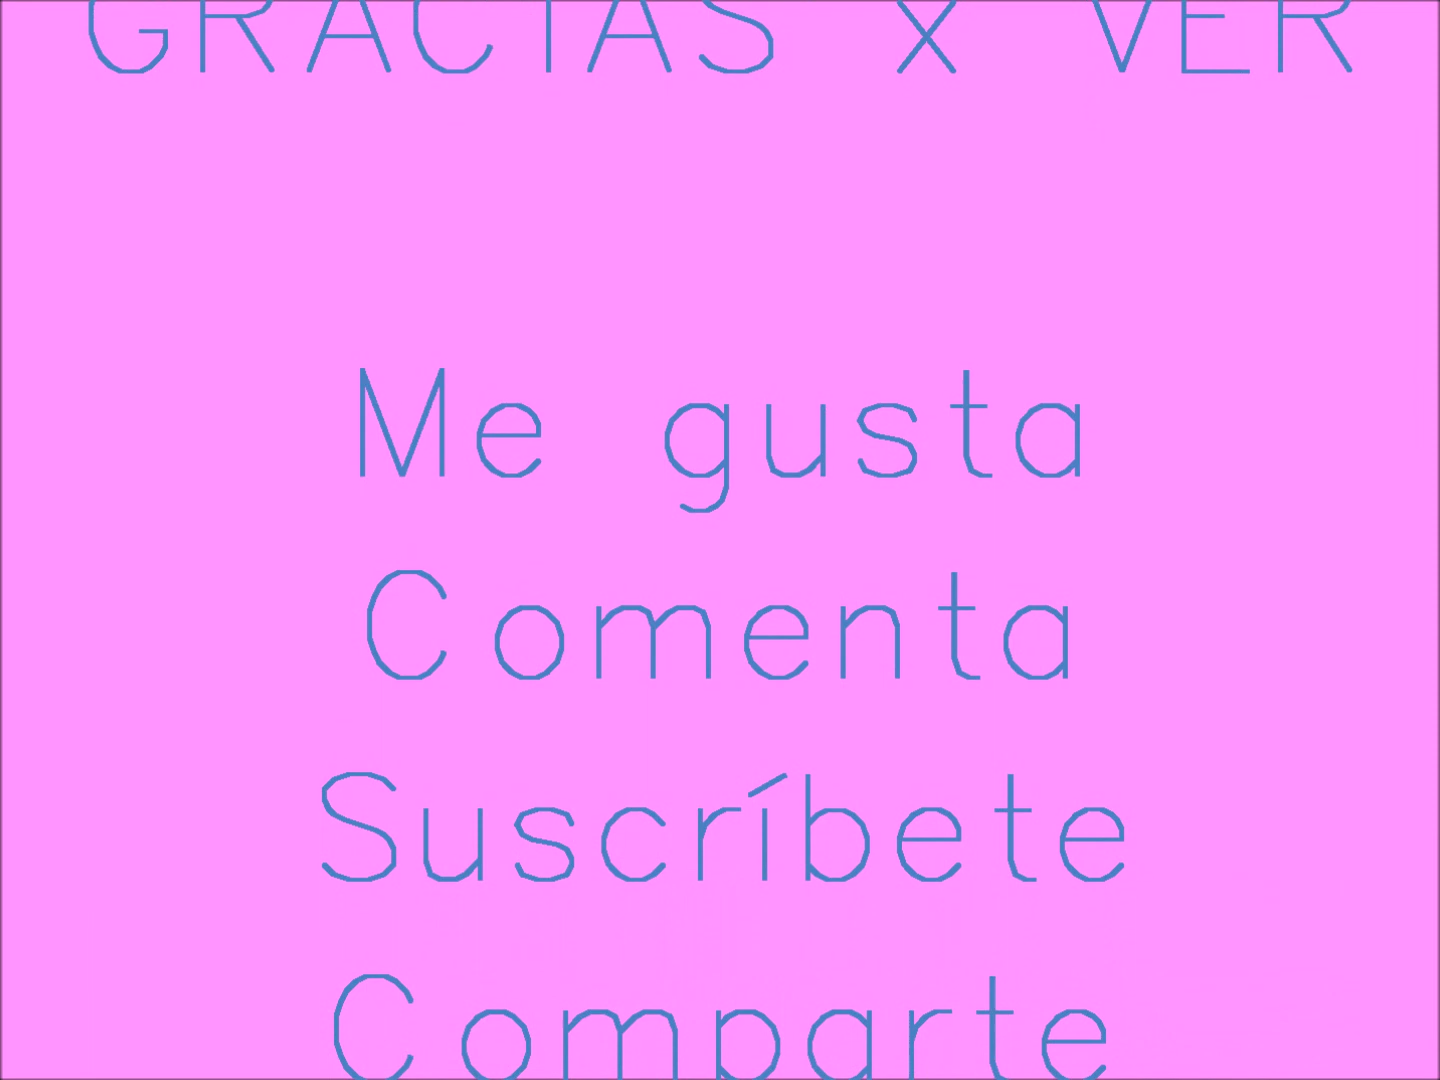 GRACIAS x VER
Me gusta
Comenta
Suscríbete
Comparte